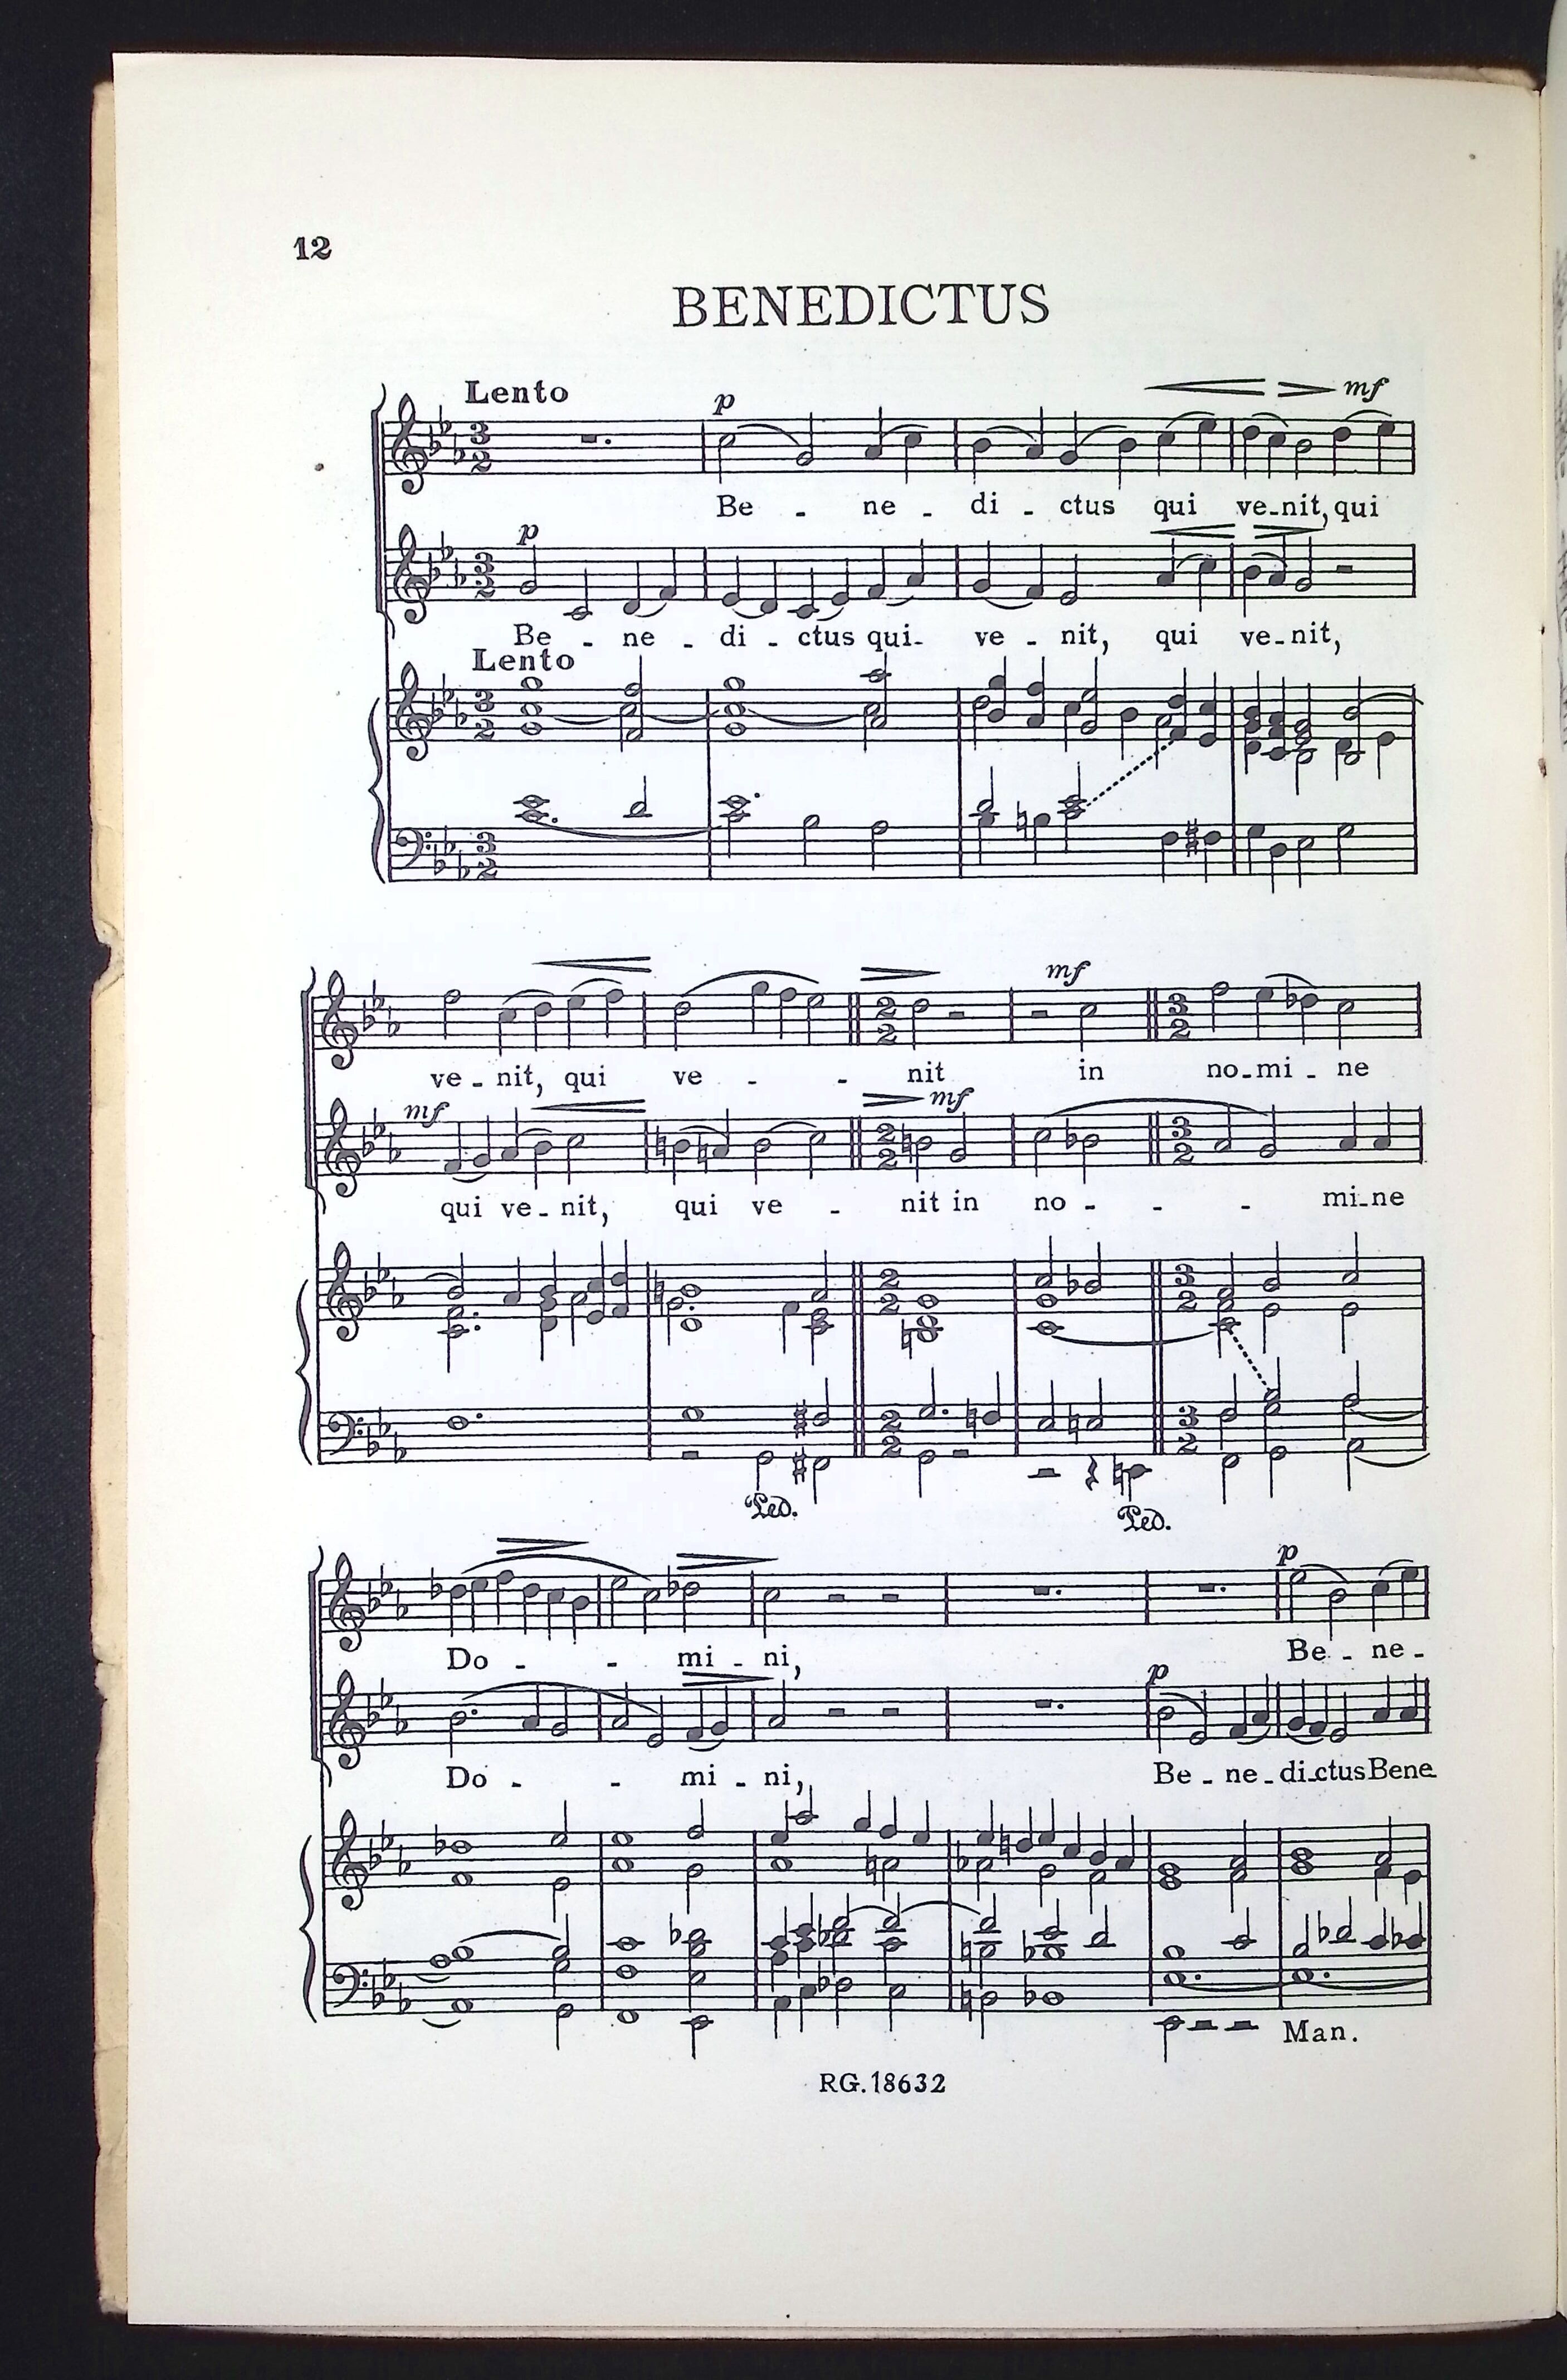 12
BENEDICTUS
Lento
p
mf
Be - ne - di - ctus qui ve-nit, qui
p
Be - ne - di - ctus qui- ve - nit, qui ve-nit,
Lento
mf
ve - nit, qui ve - - nit in no-mi - ne
mf
mf
qui ve - nit, qui ve - nit in no - - - mi-ne
Ped.
Ped.
p
Do - - mi - ni, Be - ne -
p
Do - - mi - ni, Be - ne - di-ctus Bene
Man.
RG.18632